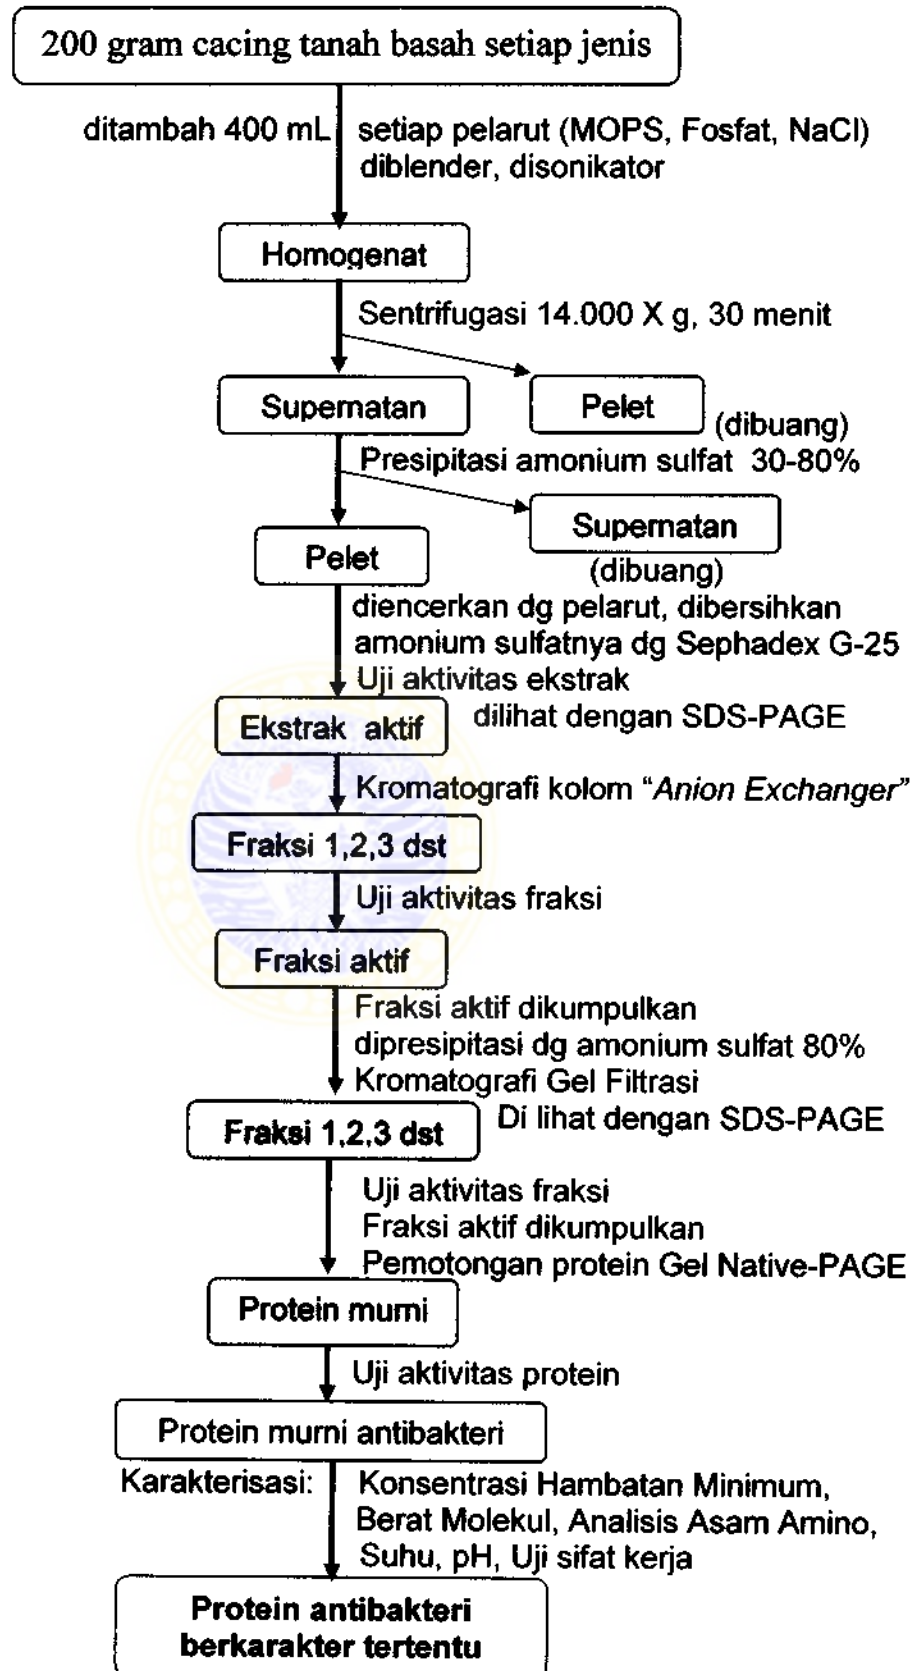 200 gram cacing tanah basah setiap jenis
ditambah 400 mL setiap pelarut (MOPS, Fosfat, NaCl)
diblender, disonikator
Homogenat
Sentrifugasi 14.000 X g, 30 menit
Supernatan
Pelet
(dibuang)
Presipitasi amonium sulfat 30-80%
Supernatan
(dibuang)
Pelet
diencerkan dg pelarut, dibersihkan
amonium sulfatnya dg Sephadex G-25
Uji aktivitas ekstrak
dilihat dengan SDS-PAGE
Ekstrak aktif
Kromatografi kolom “Anion Exchanger”
Fraksi 1,2,3 dst
Uji aktivitas fraksi
Fraksi aktif
Fraksi aktif dikumpulkan
dipresipitasi dg amonium sulfat 80%
Kromatografi Gel Filtrasi
Di lihat dengan SDS-PAGE
Fraksi 1,2,3 dst
Uji aktivitas fraksi
Fraksi aktif dikumpulkan
Pemotongan protein Gel Native-PAGE
Protein murni
Uji aktivitas protein
Protein murni antibakteri
Karakterisasi: Konsentrasi Hambatan Minimum,
Berat Molekul, Analisis Asam Amino,
Suhu, pH, Uji sifat kerja
Protein antibakteri
berkarakter tertentu